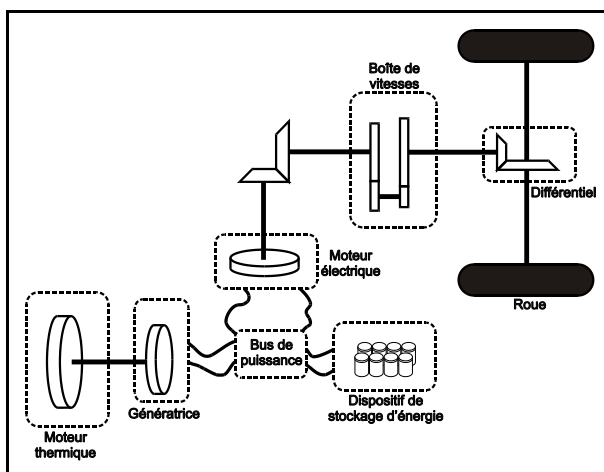 Boîte de
vitesses
Différentiel
Moteur
électrique
Roue
Bus de
puissance
Génératrice
Dispositif de
stockage d'énergie
Moteur
thermique